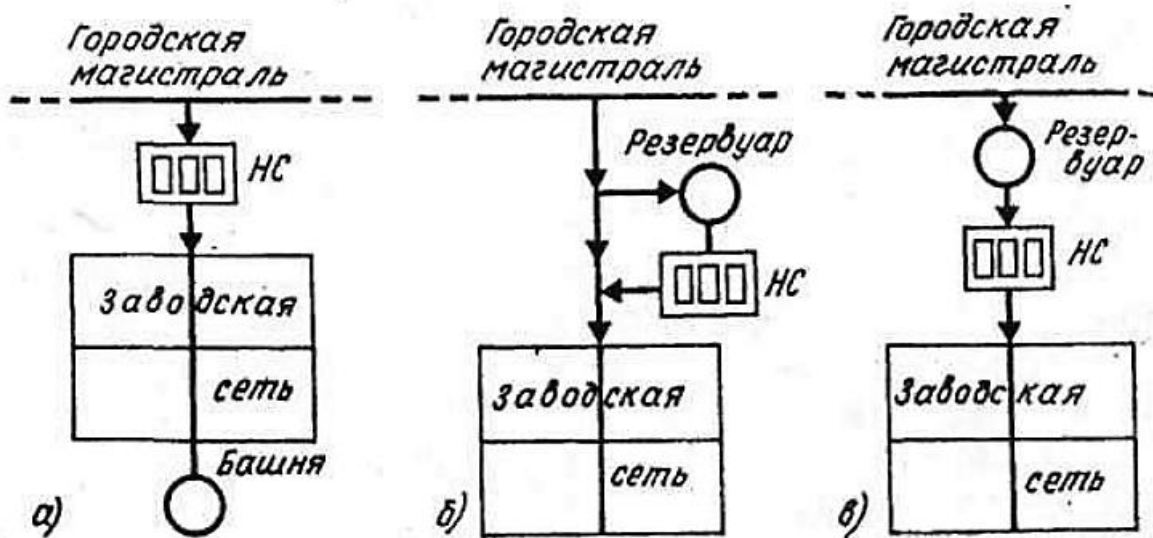 Городская
магистраль
НС
Заводская
сеть
Башня
а)
Городская
магистраль
Резервуар
НС
Заводская
сеть
б)
Городская
магистраль
Резер-
вуар
НС
Заводская
сеть
в)